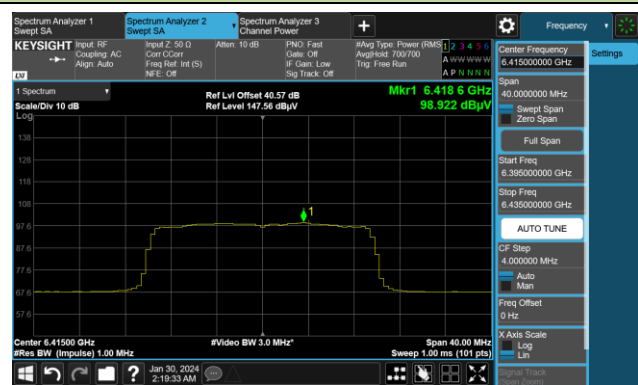 Spectrum Analyzer 1
Swept SA
Spectrum Analyzer 2
Swept SA
Spectrum Analyzer 3
Channel Power
Frequency
KEYSIGHT
Input: RF
Coupling: AC
Align: Auto
Input Z: 50 Ω
Corr CCorr
Freq Ref: Int (S)
NFE: Off
Atten: 10 dB
PNO: Fast
Gate: Off
IF Gain: Low
Sig Track: Off
#Avg Type: Power (RMS
Avg|Hold: 700/700
Trig: Free Run
1 2 3 4 5 6
A W W W W W
A P N N N N
LXI
1 Spectrum
Scale/Div 10 dB
Log
Ref Lvl Offset 40.57 dB
Ref Level 147.56 dBµV
Mkr1 6.418 6 GHz
98.922 dBµV
138
128
118
108
97.6
87.6
77.6
67.6
57.6
1
Center 6.41500 GHz
#Res BW (Impulse) 1.00 MHz
#Video BW 3.0 MHz*
Span 40.00 MHz
Sweep 1.00 ms (101 pts)
Center Frequency
6.415000000 GHz
Settings
Span
40.0000000 MHz
Swept Span
Zero Span
Full Span
Start Freq
6.395000000 GHz
Stop Freq
6.435000000 GHz
AUTO TUNE
CF Step
4.000000 MHz
Auto
Man
Freq Offset
0 Hz
X Axis Scale
Log
Lin
Signal Track
(Span Zoom)
Jan 30, 2024
2:19:33 AM